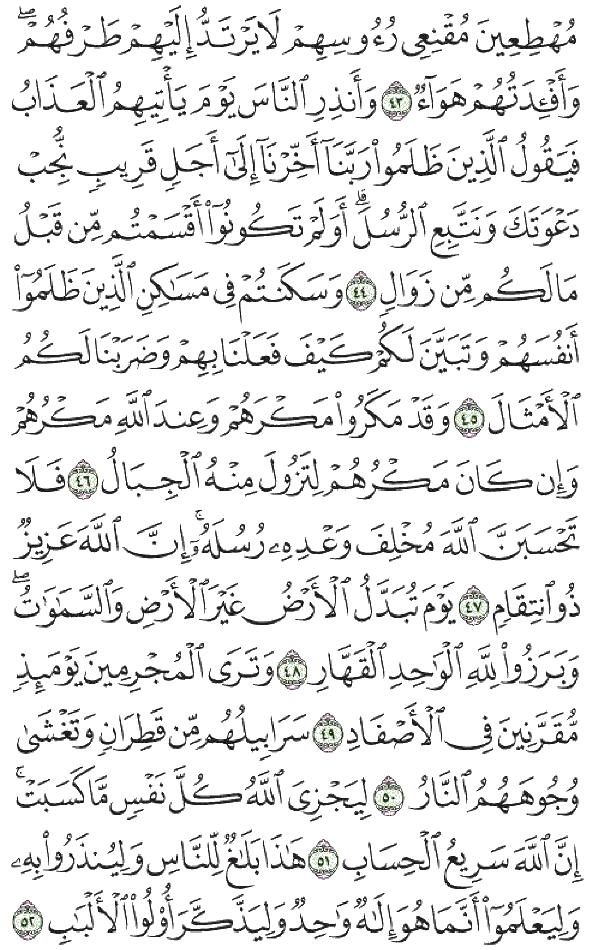 مُهْطِعِينَ مُقْنِعِى رُءُوسِهِمْ لَا يَرْتَدُّ إِلَيْهِمْ طَرْفُهُمْ ۖ
وَأَفْـِٔدَتُهُمْ هَوَآءٌ ٤٣ وَأَنذِرِ ٱلنَّاسَ يَوْمَ يَأْتِيهِمُ ٱلْعَذَابُ
فَيَقُولُ ٱلَّذِينَ ظَلَمُوا۟ رَبَّنَآ أَخِّرْنَآ إِلَىٰٓ أَجَلٍ قَرِيبٍ نُّجِبْ
دَعْوَتَكَ وَنَتَّبِعِ ٱلرُّسُلَ ۗ أَوَلَمْ تَكُونُوٓا۟ أَقْسَمْتُم مِّن قَبْلُ
مَا لَكُم مِّن زَوَالٍ ٤٤ وَسَكَنتُمْ فِى مَسَـٰكِنِ ٱلَّذِينَ ظَلَمُوٓا۟
أَنفُسَهُمْ وَتَبَيَّنَ لَكُمْ كَيْفَ فَعَلْنَا بِهِمْ وَضَرَبْنَا لَكُمُ
ٱلْأَمْثَالَ ٤٥ وَقَدْ مَكَرُوا۟ مَكْرَهُمْ وَعِندَ ٱللَّهِ مَكْرُهُمْ
وَإِن كَانَ مَكْرُهُمْ لِتَزُولَ مِنْهُ ٱلْجِبَالُ ٤٦ فَلَا
تَحْسَبَنَّ ٱللَّهَ مُخْلِفَ وَعْدِهِۦ رُسُلَهُۥٓ ۗ إِنَّ ٱللَّهَ عَزِيزٌ
ذُو ٱنتِقَامٍ ٤٧ يَوْمَ تُبَدَّلُ ٱلْأَرْضُ غَيْرَ ٱلْأَرْضِ وَٱلسَّمَـٰوَٰتُ ۖ
وَبَرَزُوا۟ لِلَّهِ ٱلْوَٰحِدِ ٱلْقَهَّارِ ٤٨ وَتَرَى ٱلْمُجْرِمِينَ يَوْمَئِذٍ
مُّقَرَّنِينَ فِى ٱلْأَصْفَادِ ٤٩ سَرَابِيلُهُم مِّن قَطِرَانٍ وَتَغْشَىٰ
وُجُوهَهُمُ ٱلنَّارُ ٥٠ لِيَجْزِىَ ٱللَّهُ كُلَّ نَفْسٍ مَّا كَسَبَتْ ۚ
إِنَّ ٱللَّهَ سَرِيعُ ٱلْحِسَابِ ٥١ هَـٰذَا بَلَـٰغٌ لِّلنَّاسِ وَلِيُنذَرُوا۟ بِهِۦ
وَلِيَعْلَمُوٓا۟ أَنَّمَا هُوَ إِلَـٰهٌ وَٰحِدٌ وَلِيَذَّكَّرَ أُو۟لُوا۟ ٱلْأَلْبَـٰبِ ٥٢